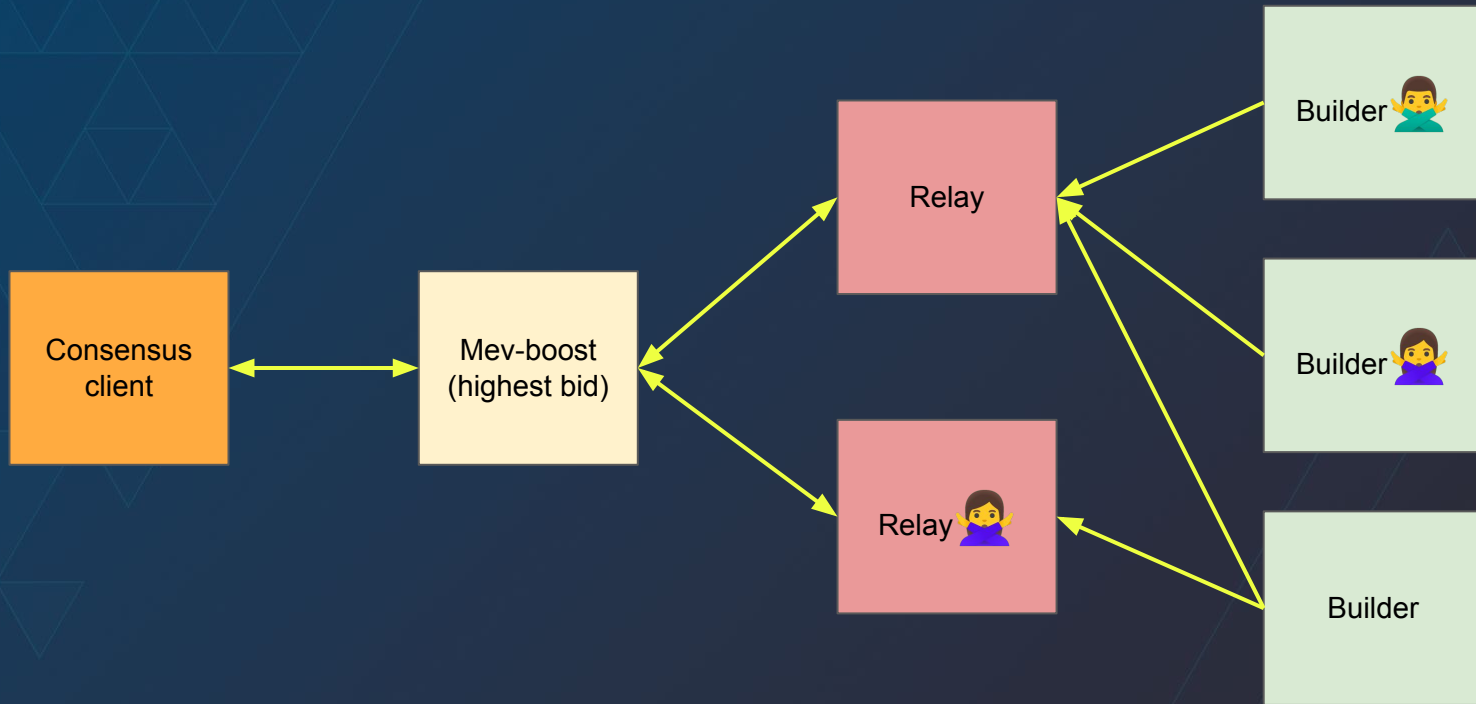 Consensus
client
Mev-boost
(highest bid)
Relay
Relay
Builder
Builder
Builder